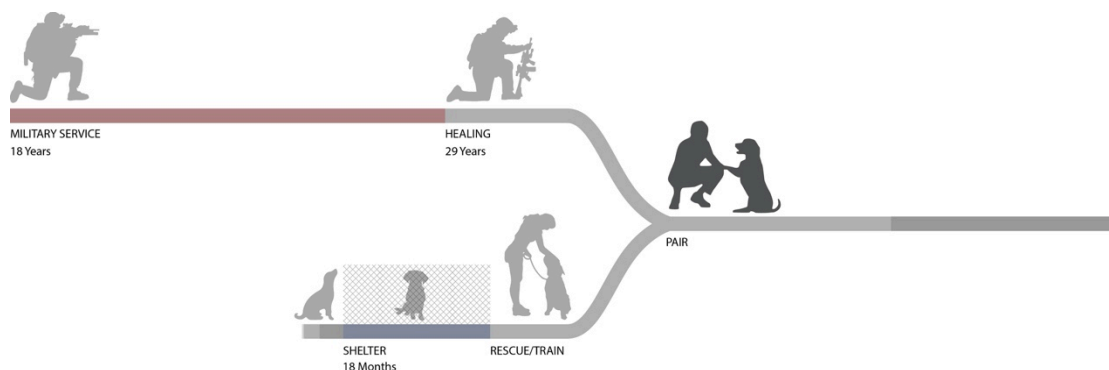 MILITARY SERVICE
18 Years
HEALING
29 Years
PAIR
SHELTER
18 Months
RESCUE/TRAIN